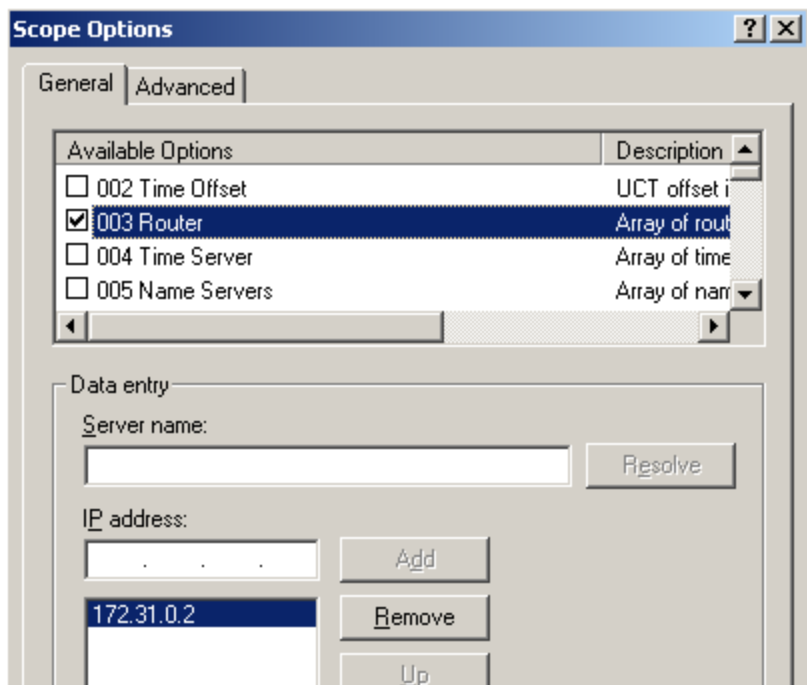 Scope Options
General Advanced
Available Options Description
002 Time Offset UCT offset i
003 Router Array of rout
004 Time Server Array of time
005 Name Servers Array of nam
Data entry
Server name:
Resolve
IP address:
. . . Add
172.31.0.2 Remove
Up